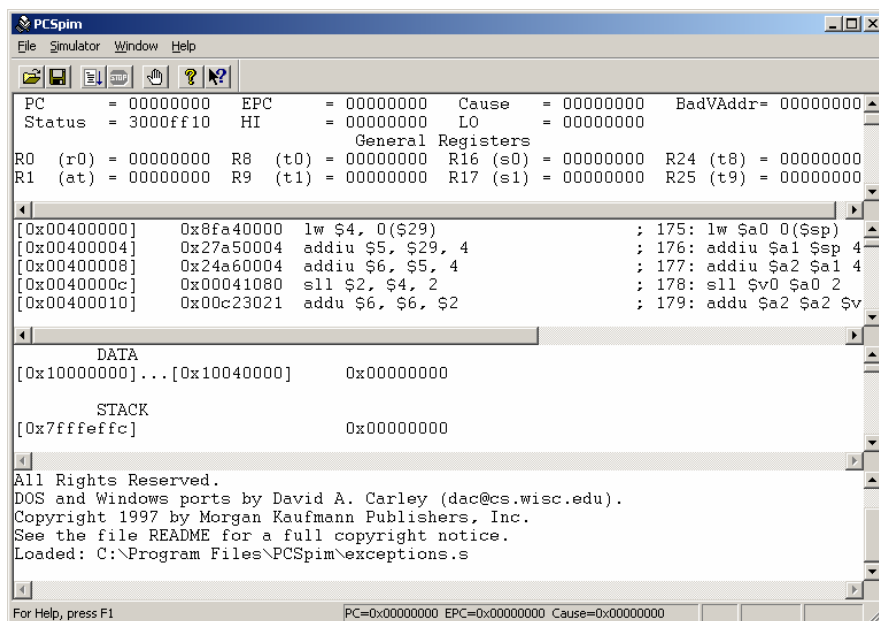 PCSpim
File Simulator Window Help
STOP
PC = 00000000 EPC = 00000000 Cause = 00000000 BadVAddr= 00000000
Status = 3000ff10 HI = 00000000 LO = 00000000
General Registers
R0 (r0) = 00000000 R8 (t0) = 00000000 R16 (s0) = 00000000 R24 (t8) = 00000000
R1 (at) = 00000000 R9 (t1) = 00000000 R17 (s1) = 00000000 R25 (t9) = 00000000
[0x00400000] 0x8fa40000 lw $4, 0($29) ; 175: lw $a0 0($sp)
[0x00400004] 0x27a50004 addiu $5, $29, 4 ; 176: addiu $a1 $sp 4
[0x00400008] 0x24a60004 addiu $6, $5, 4 ; 177: addiu $a2 $a1 4
[0x0040000c] 0x00041080 sll $2, $4, 2 ; 178: sll $v0 $a0 2
[0x00400010] 0x00c23021 addu $6, $6, $2 ; 179: addu $a2 $a2 $v
DATA
[0x10000000]...[0x10040000] 0x00000000
STACK
[0x7fffeffc] 0x00000000
All Rights Reserved.
DOS and Windows ports by David A. Carley (dac@cs.wisc.edu).
Copyright 1997 by Morgan Kaufmann Publishers, Inc.
See the file README for a full copyright notice.
Loaded: C:\Program Files\PCSpim\exceptions.s
For Help, press F1 PC=0x00000000 EPC=0x00000000 Cause=0x00000000